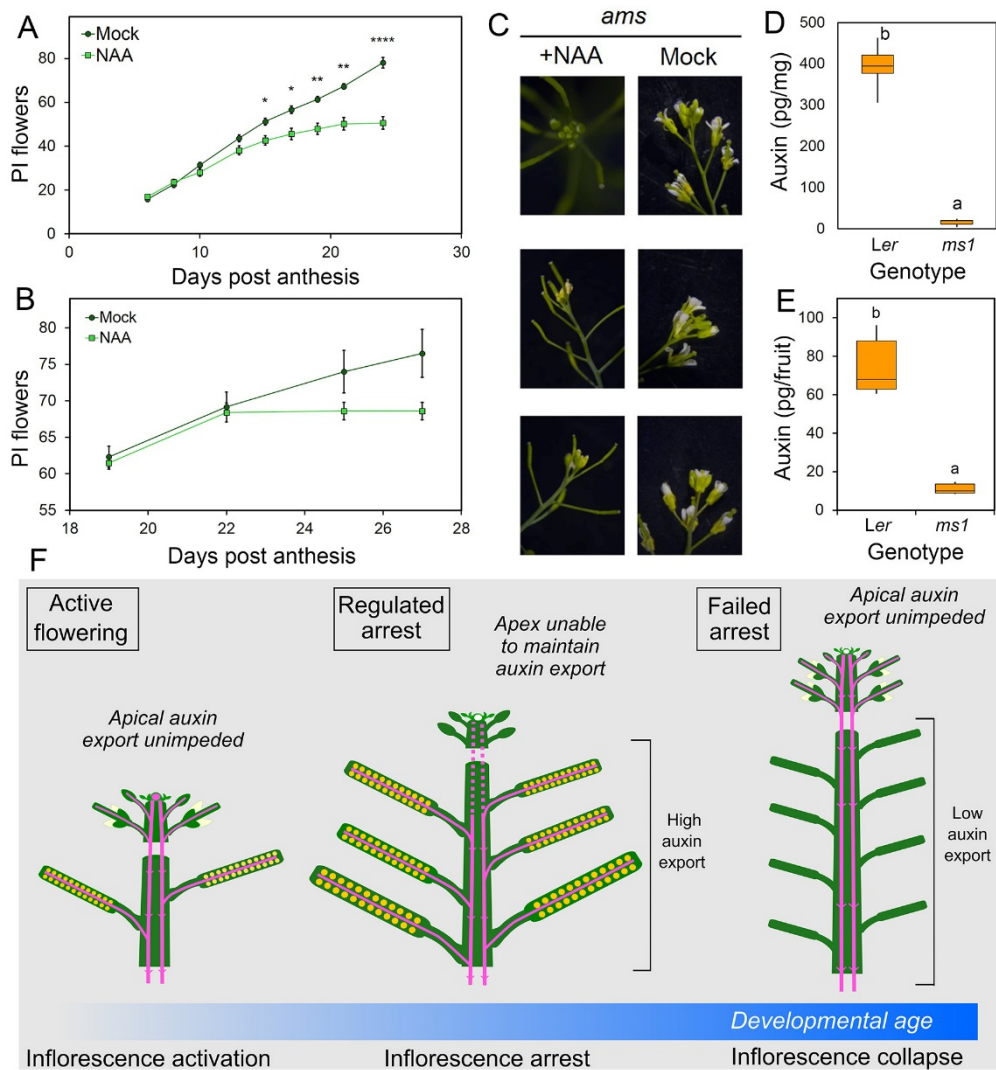 A
Mock
NAA
*
*
**
**
****
PI flowers
80
60
40
20
0
0
10
20
30
Days post anthesis
B
Mock
NAA
PI flowers
80
75
70
65
60
55
18
20
22
24
26
28
Days post anthesis
C
ams
+NAA
Mock
D
Auxin (pg/mg)
500
400
300
200
100
0
b
a
Ler
ms1
Genotype
E
Auxin (pg/fruit)
100
80
60
40
20
0
b
a
Ler
ms1
Genotype
F
Active
flowering
Apical auxin
export unimpeded
Regulated
arrest
Apex unable
to maintain
auxin export
High
auxin
export
Failed
arrest
Apical auxin
export unimpeded
Low
auxin
export
Developmental age
Inflorescence activation
Inflorescence arrest
Inflorescence collapse